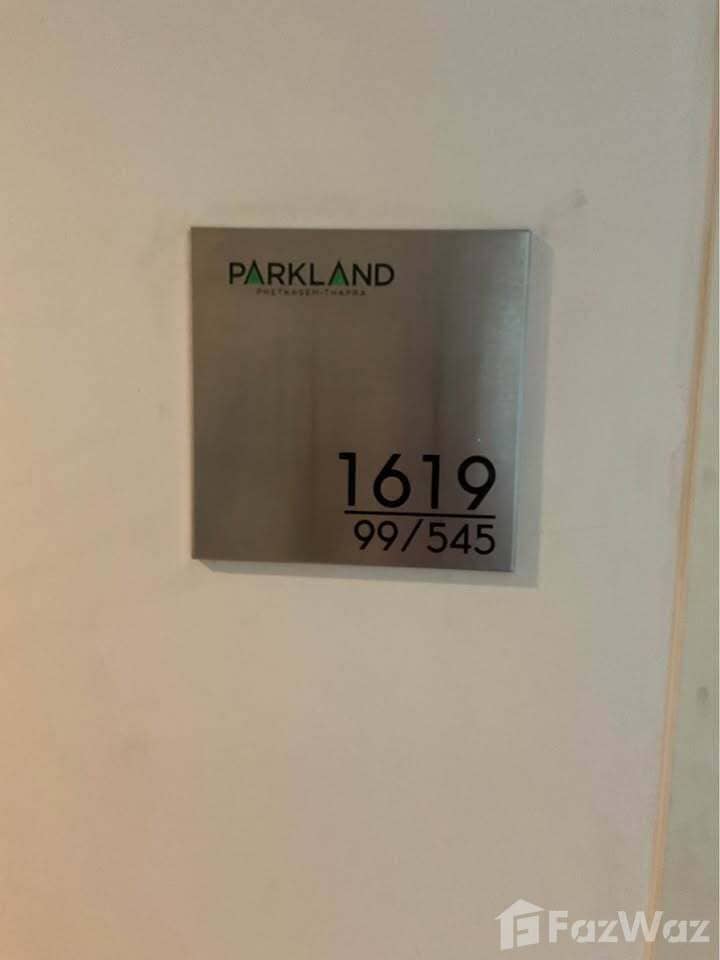 PARKLAND
PHETKASEM-THAPRA
1619
99/545
FazWaz